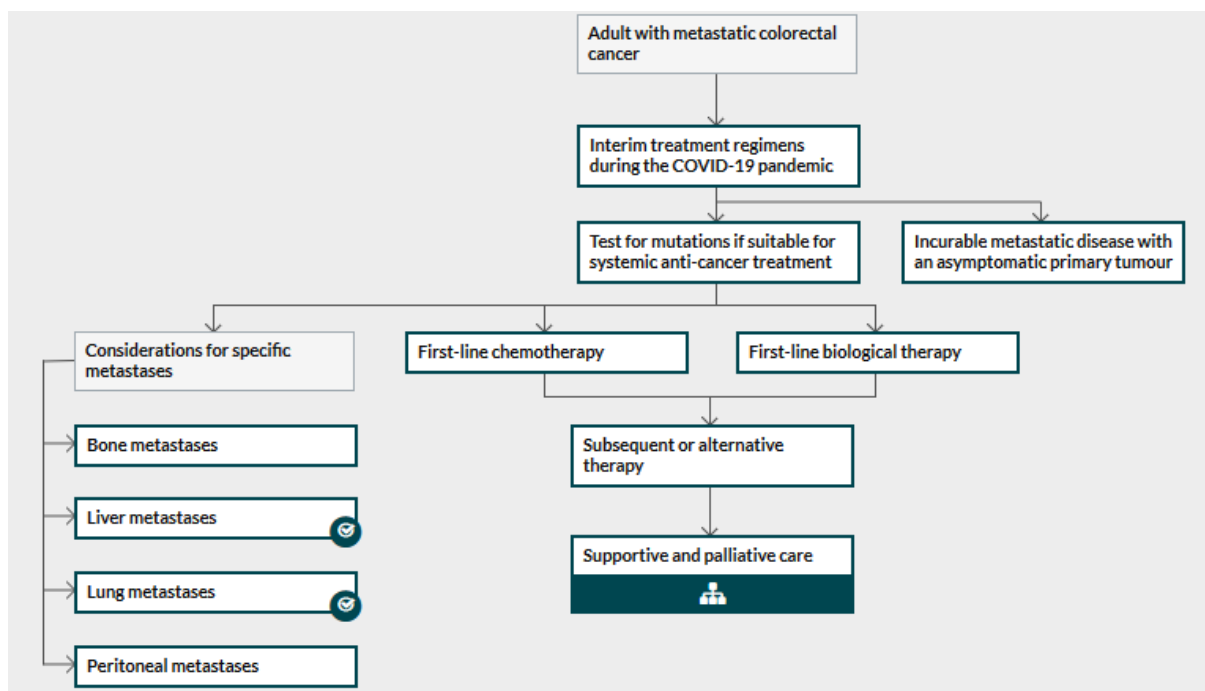 Adult with metastatic colorectal
cancer
Interim treatment regimens
during the COVID-19 pandemic
Test for mutations if suitable for
systemic anti-cancer treatment
Incurable metastatic disease with
an asymptomatic primary tumour
Considerations for specific
metastases
First-line chemotherapy
First-line biological therapy
Bone metastases
Subsequent or alternative
therapy
Liver metastases
Supportive and palliative care
Lung metastases
Peritoneal metastases